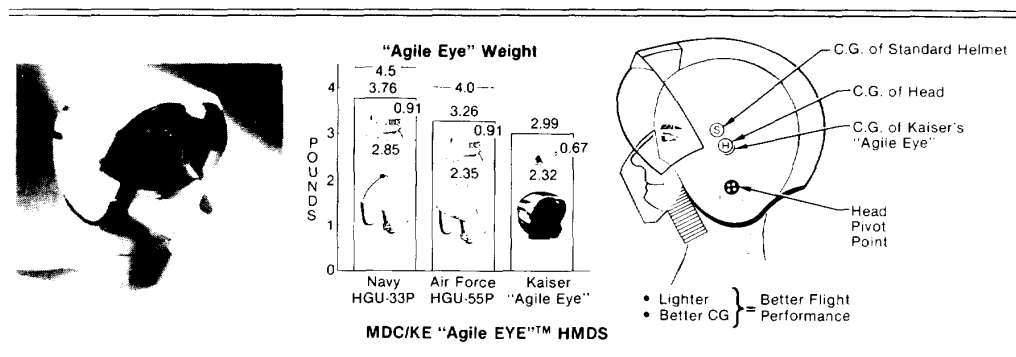 "Agile Eye" Weight
POUNDS
4
3
2
1
0
4.5
3.76
0.91
2.85
4.0
3.26
0.91
2.35
2.99
0.67
2.32
Navy
HGU-33P
Air Force
HGU-55P
Kaiser
"Agile Eye"
MDC/KE "Agile EYE"™ HMDS
C.G. of Standard Helmet
C.G. of Head
C.G. of Kaiser's
"Agile Eye"
S
H
Head
Pivot
Point
• Lighter
• Better CG
} = Better Flight
Performance